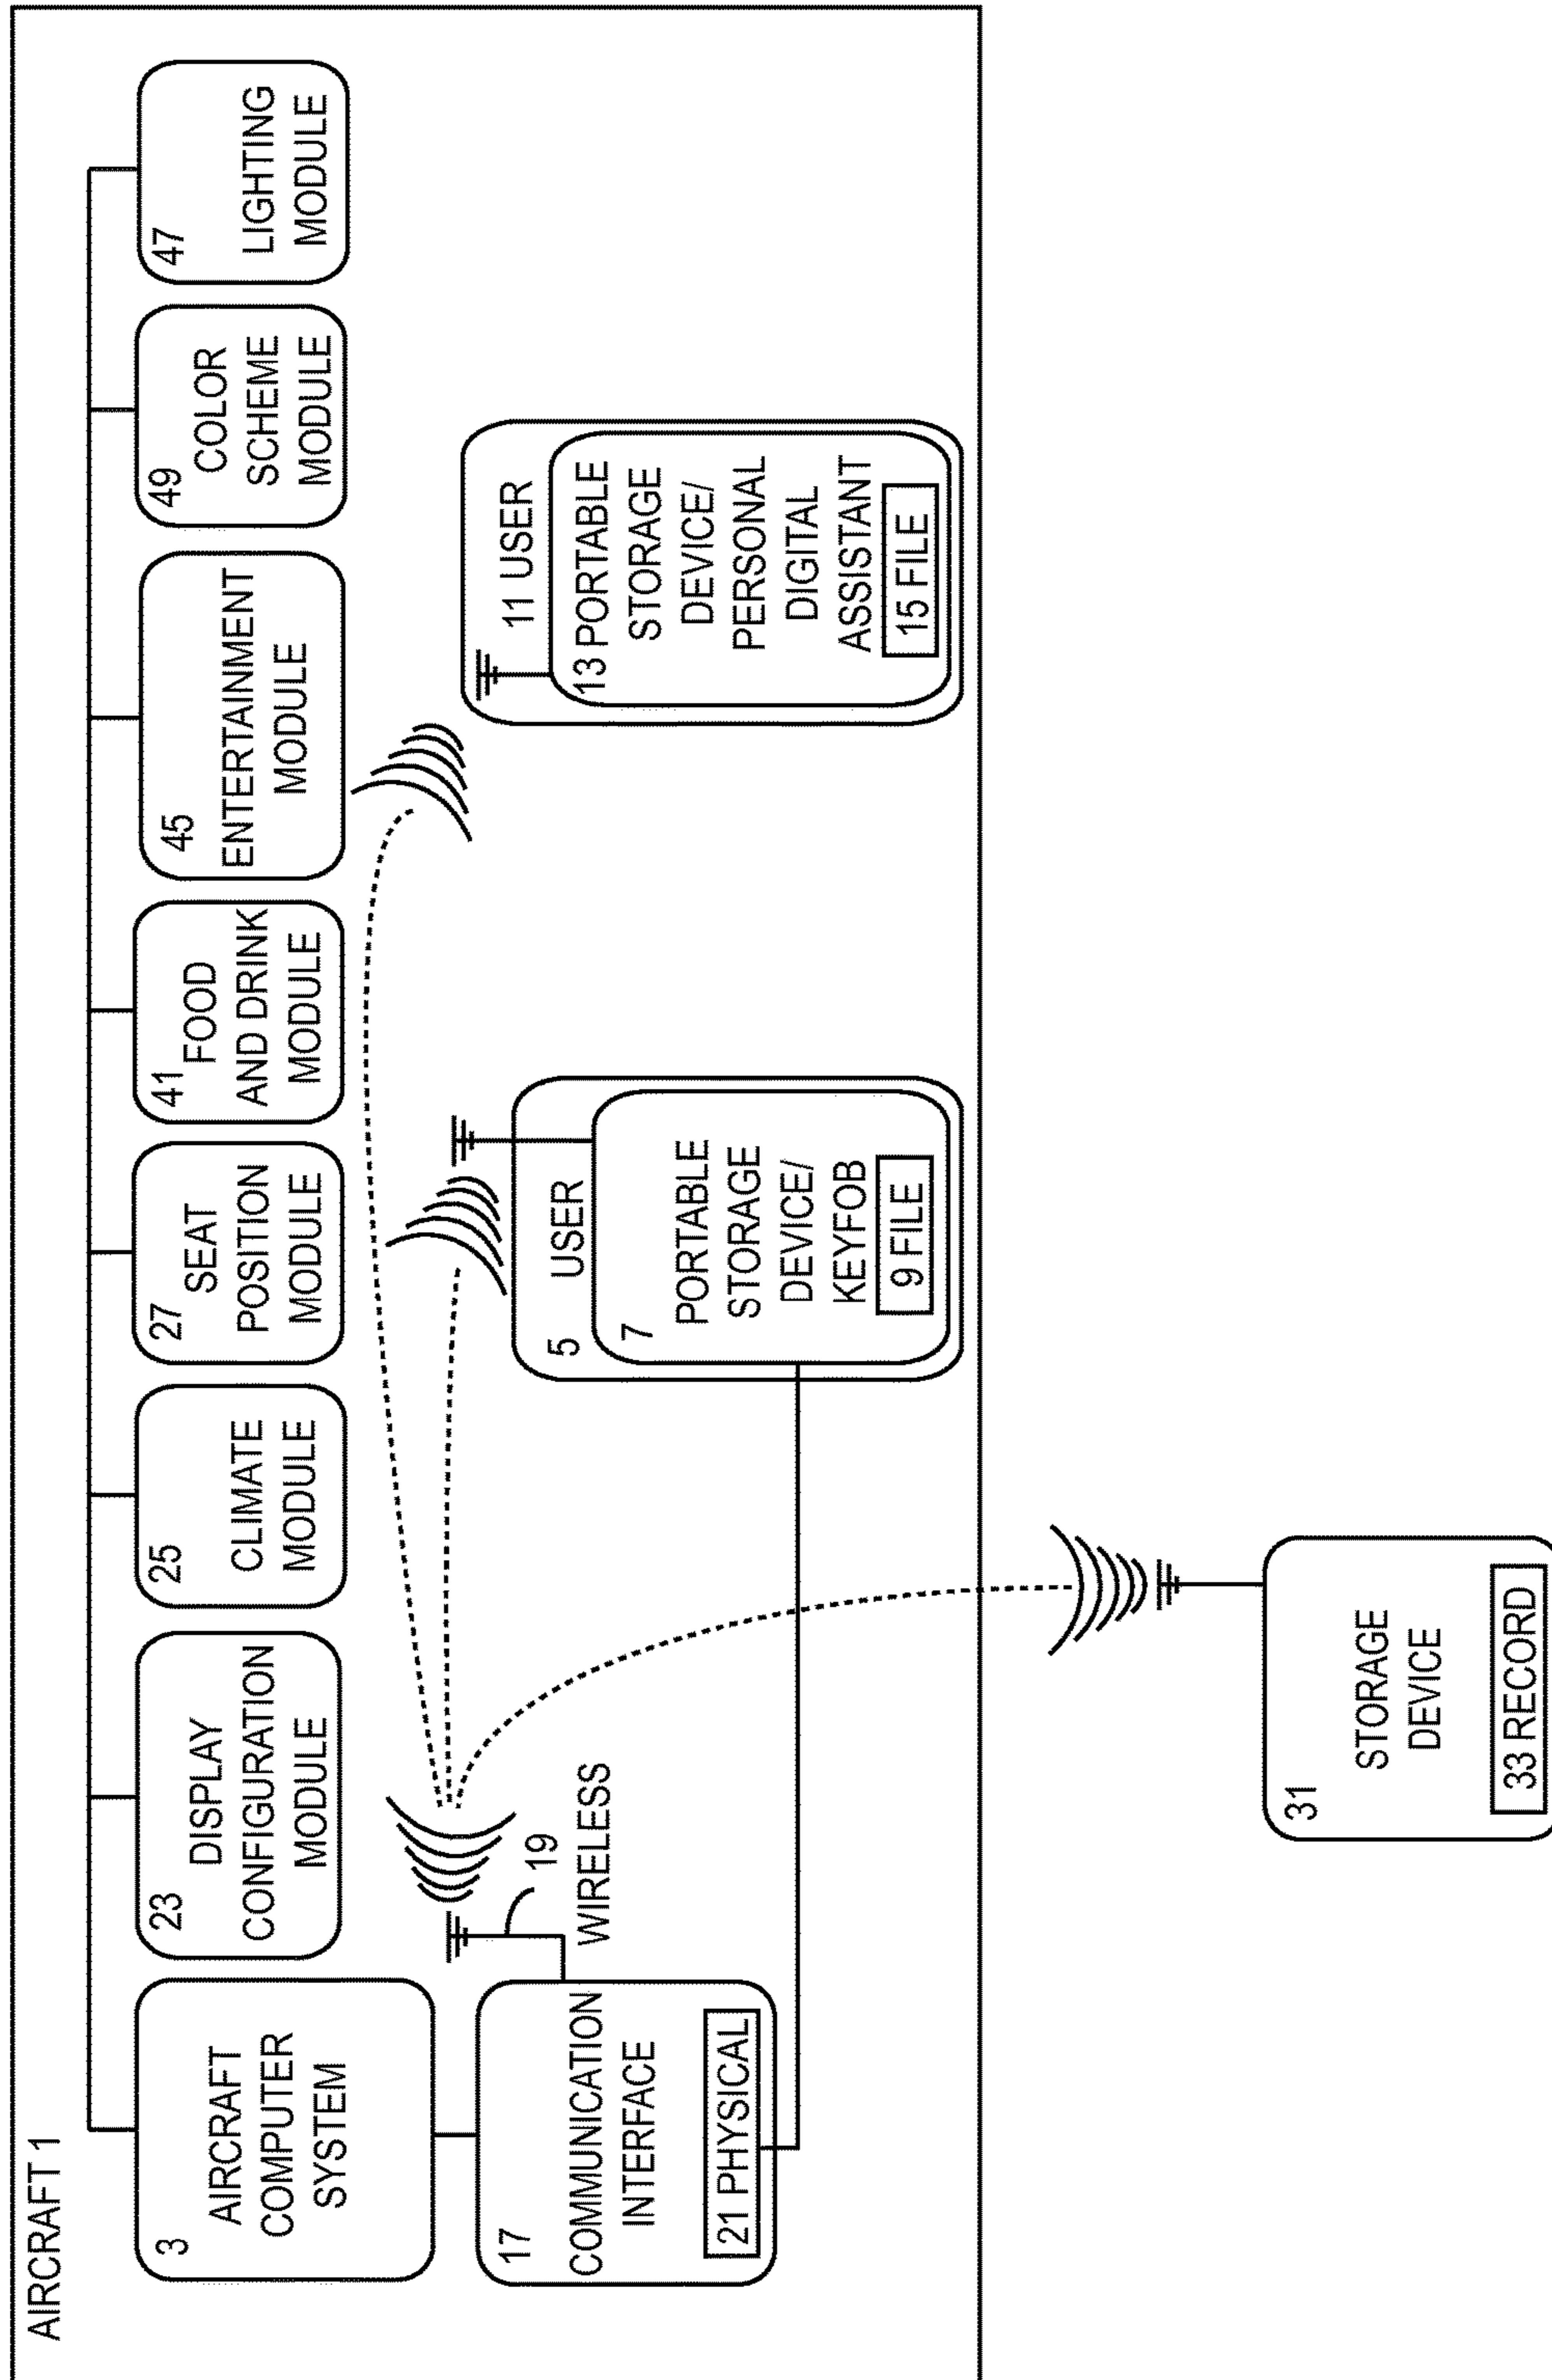 AIRCRAFT 1
3
AIRCRAFT
COMPUTER
SYSTEM
23
DISPLAY
CONFIGURATION
MODULE
25
CLIMATE
MODULE
27
SEAT
POSITION
MODULE
41
FOOD
AND DRINK
MODULE
45
ENTERTAINMENT
MODULE
49
COLOR
SCHEME
MODULE
47
LIGHTING
MODULE
17
COMMUNICATION
INTERFACE
21 PHYSICAL
19
WIRELESS
5 USER
7
PORTABLE
STORAGE
DEVICE/
KEYFOB
9 FILE
11 USER
13 PORTABLE
STORAGE
DEVICE/
PERSONAL
DIGITAL
ASSISTANT
15 FILE
31
STORAGE
DEVICE
33 RECORD